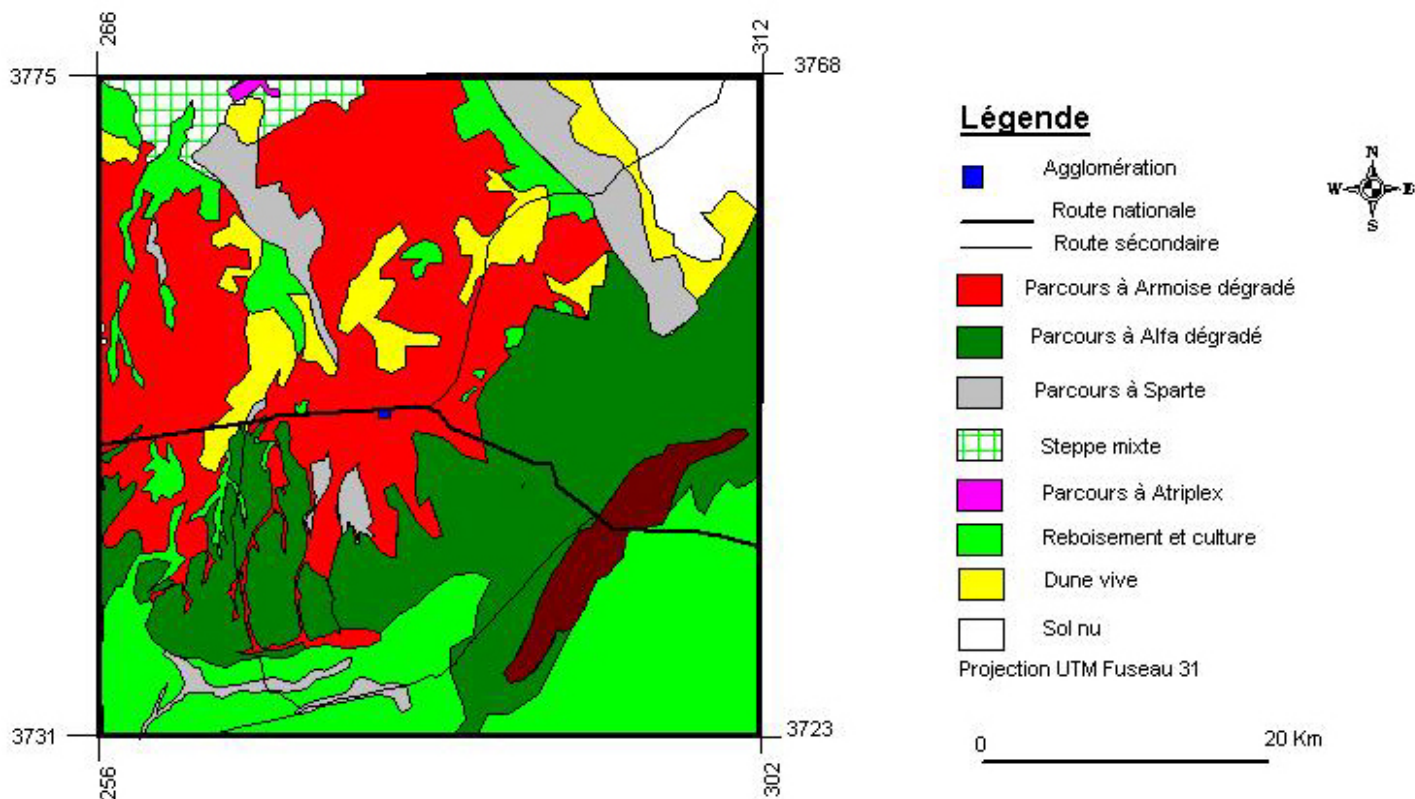 266
312
3775
3768
Légende
Agglomération
Route nationale
Route sécondaire
Parcours à Armoise dégradé
Parcours à Alfa dégradé
Parcours à Sparte
Steppe mixte
Parcours à Atriplex
Reboisement et culture
Dune vive
Sol nu
Projection UTM Fuseau 31
N
W E
S
0 20 Km
3731
3723
256
302